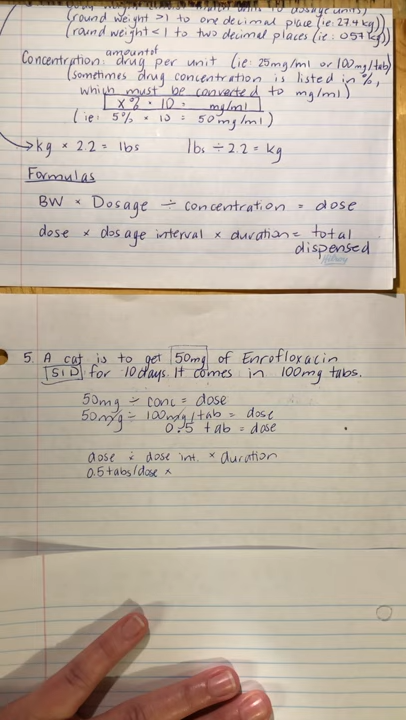 (round weight >1 to one decimal place (ie: 27.4 kg))
(round weight <1 to two decimal places (ie: 0.57 kg))
Concentration: amount of drug per unit (ie: 25mg/ml or 100mg/tab)
(sometimes drug concentration is listed in %,
which must be converted to mg/ml)
X% × 10 = mg/ml
(ie: 5% × 10 = 50mg/ml)
kg × 2.2 = lbs lbs ÷ 2.2 = kg
Formulas
BW × Dosage ÷ concentration = dose
dose × dosage interval × duration = total
dispensed
5. A cat is to get 50mg of Enrofloxacin
SID for 10 days. It comes in 100mg tabs.
50mg ÷ conc = dose
50mg ÷ 100mg/tab = dose
0.5 tab = dose
dose × dose int. × duration
0.5 tabs/dose ×